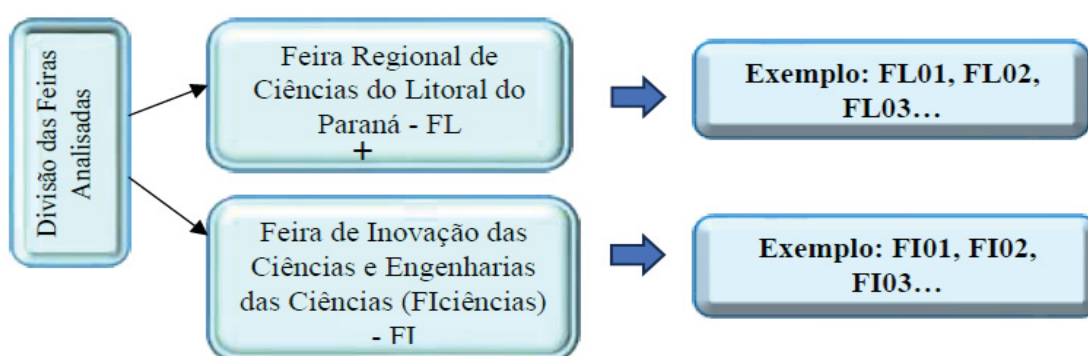 Divisão das Feiras
Analisadas
Feira Regional de
Ciências do Litoral do
Paraná - FL
+
Exemplo: FL01, FL02,
FL03…
Feira de Inovação das
Ciências e Engenharias
das Ciências (FIciências)
- FI
Exemplo: FI01, FI02,
FI03…